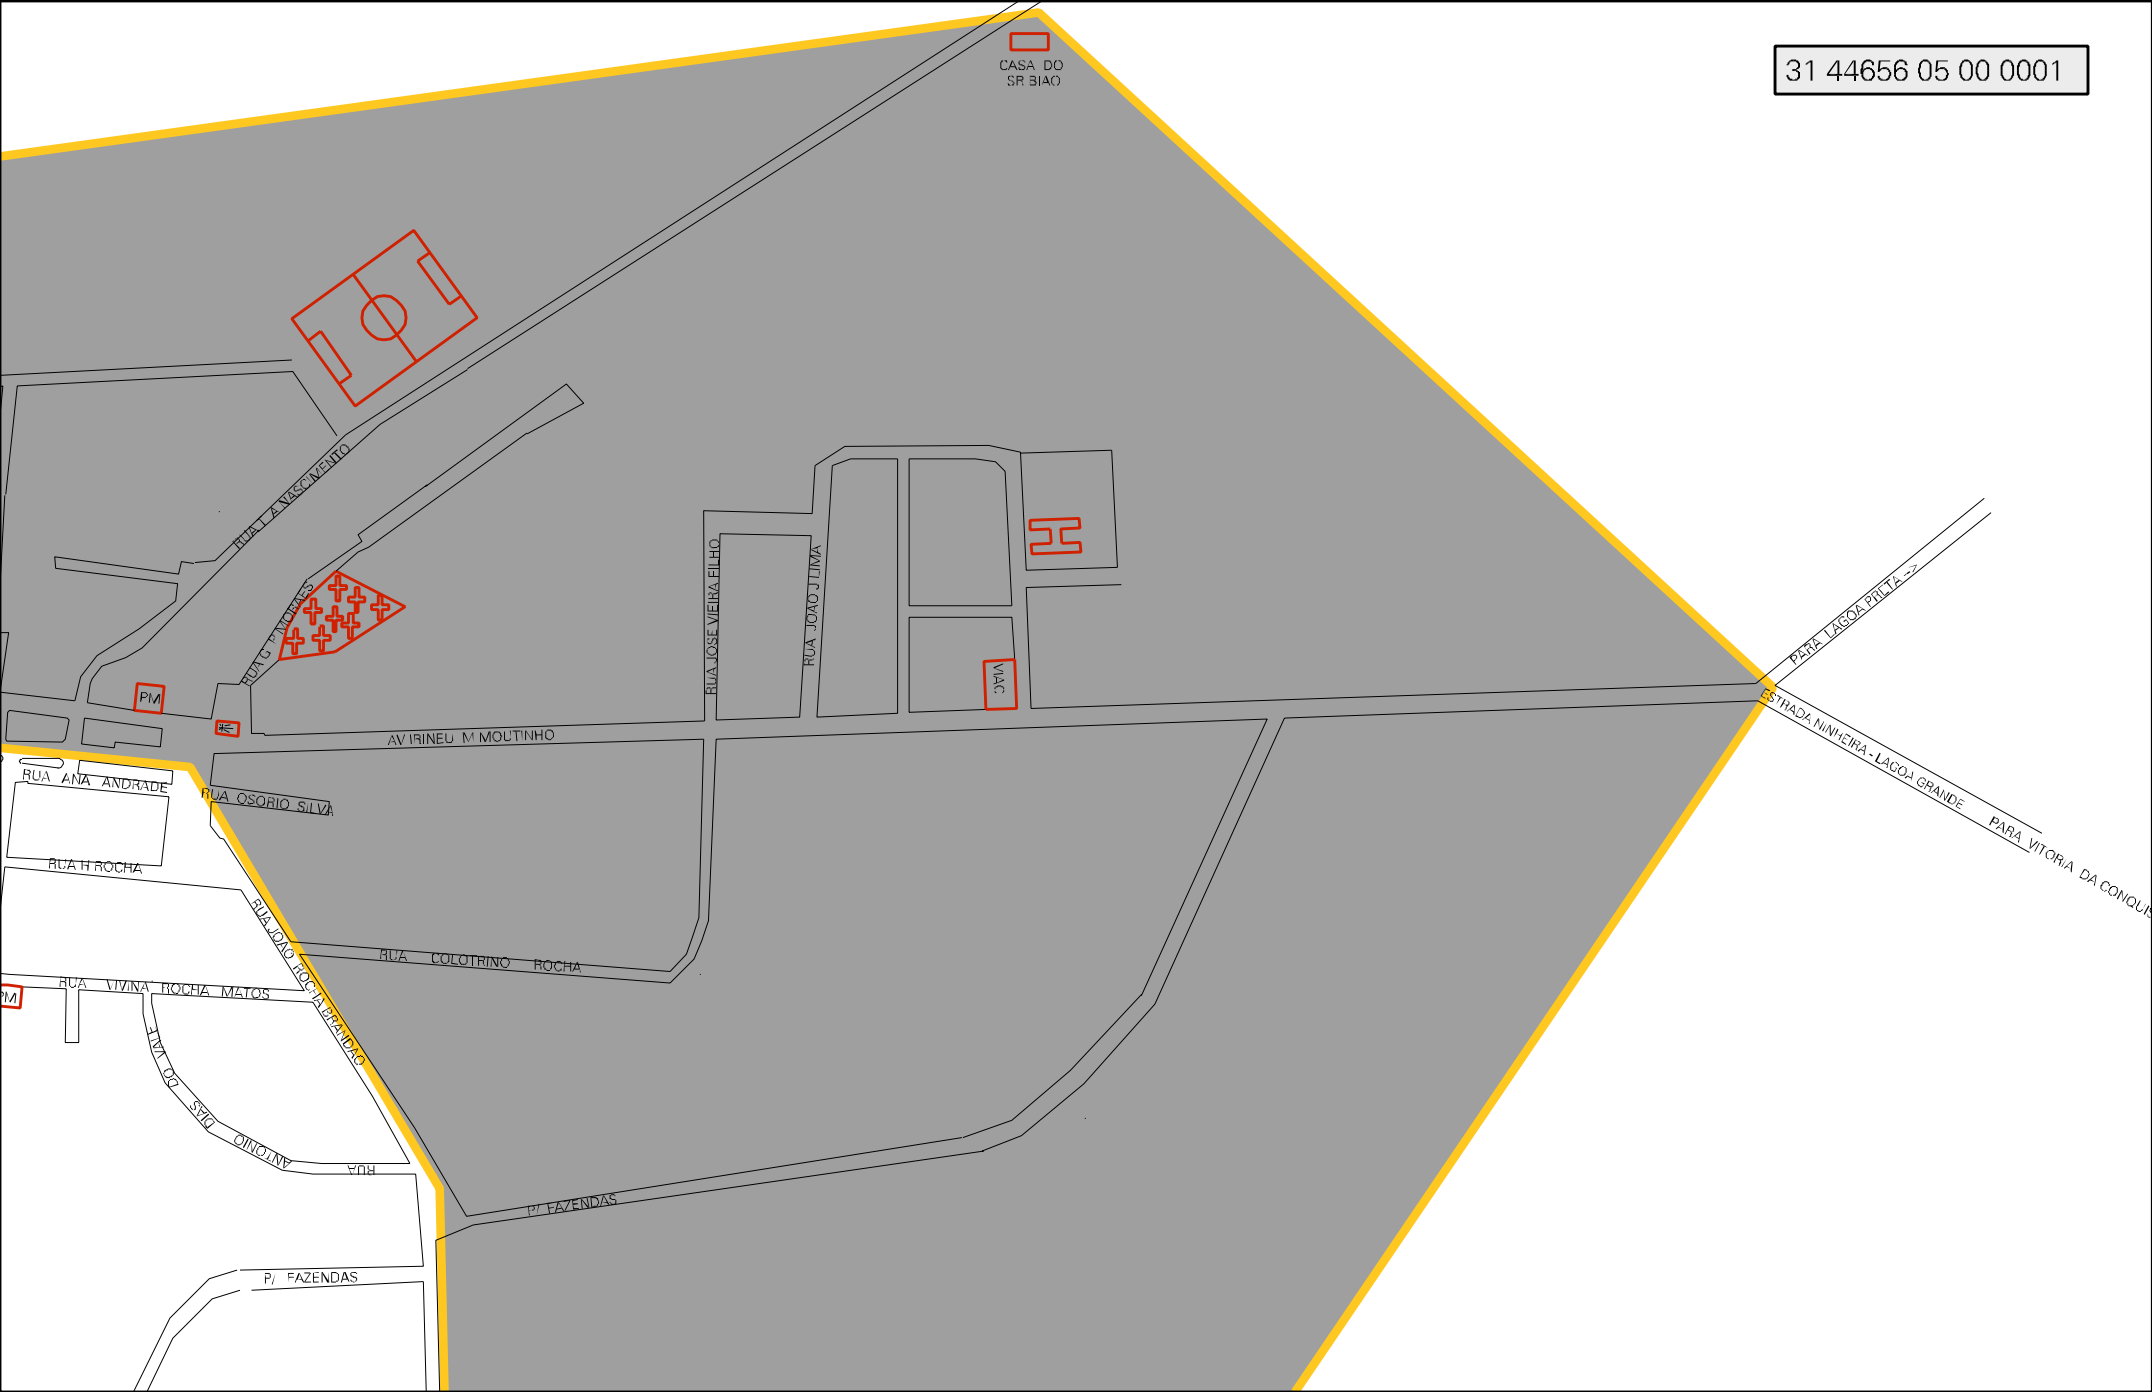 CASA DO
SR BIAO
31 44656 05 00 0001
RUA L A NASCIMENTO
RUA G P MORAES
RUA JOSE VIEIRA FILHO
RUA JOAO J LIMA
VIAC
PARA LAGOA PRETA -->
ESTRADA NINHEIRA - LAGOA GRANDE
PARA VITORIA DA CONQUIS
PM
AV IRINEU M MOUTINHO
RUA ANA ANDRADE
RUA OSORIO SILVA
RUA H ROCHA
RUA JOAO ROCHA BRANDAO
RUA COLOTRINO ROCHA
RUA VIVINA ROCHA MATOS
PM
RUA ANTONIO DIAS DO VALE
P/ FAZENDAS
P/ FAZENDAS